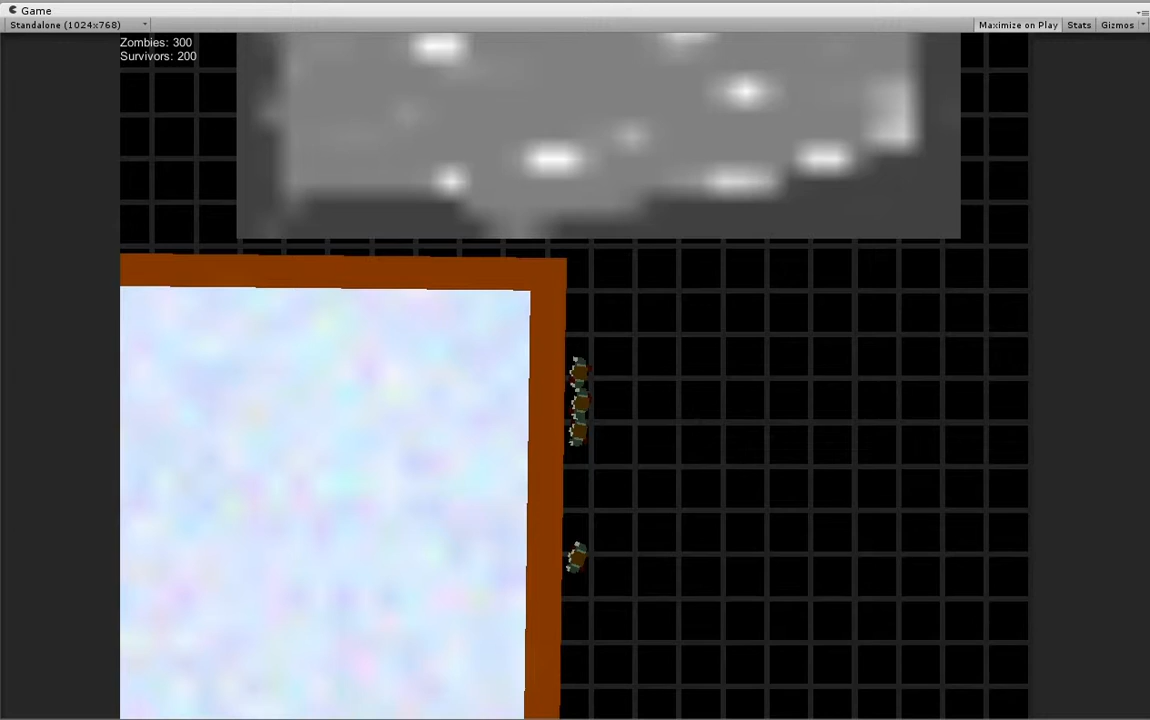 Game
Standalone (1024x768)
Maximize on Play
Stats
Gizmos
Zombies: 300
Survivors: 200